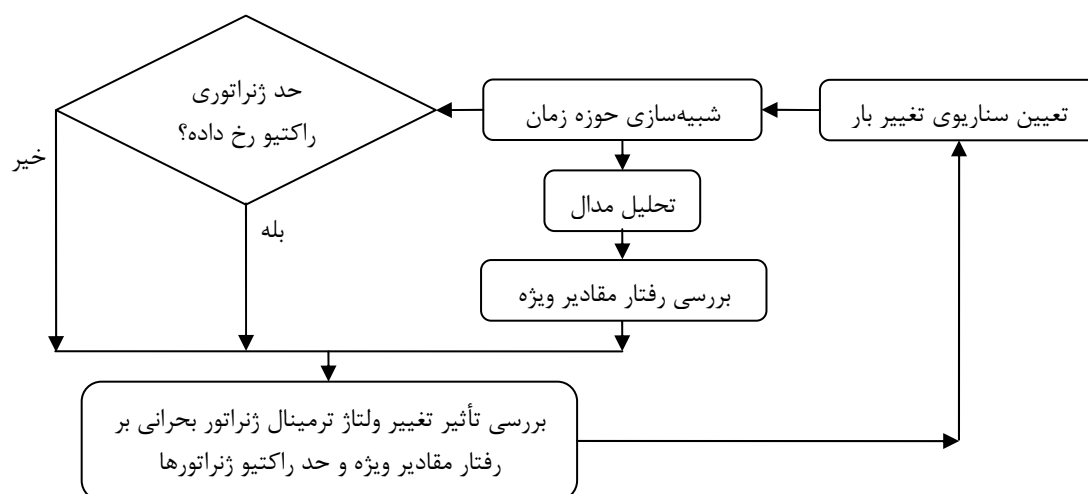 تعیین سناریوی تغییر بار
شبیه‌سازی حوزه زمان
حد ژنراتوری
راکتیو رخ داده؟
خیر
بله
تحلیل مدال
بررسی رفتار مقادیر ویژه
بررسی تأثیر تغییر ولتاژ ترمینال ژنراتور بحرانی بر
رفتار مقادیر ویژه و حد راکتیو ژنراتورها